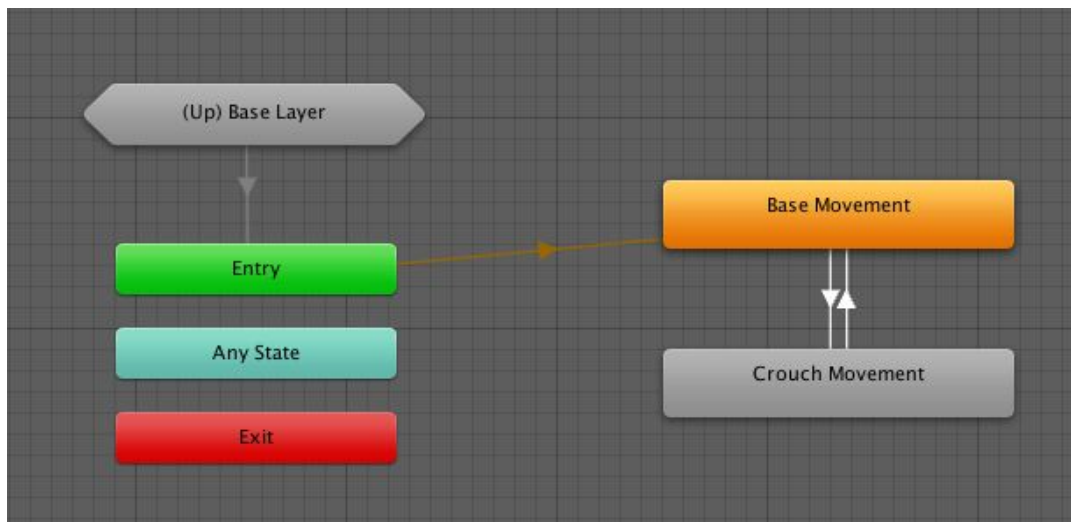 (Up) Base Layer
Base Movement
Entry
Any State
Crouch Movement
Exit